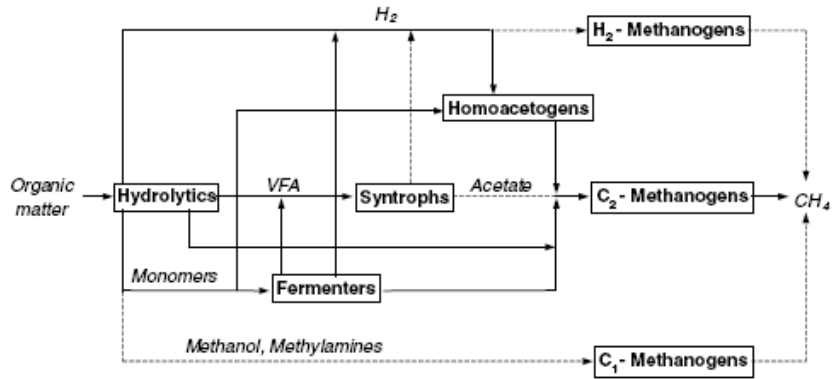 H₂
H₂ - Methanogens
Homoacetogens
Organic
matter
Hydrolytics
VFA
Syntrophs
Acetate
C₂ - Methanogens
CH₄
Monomers
Fermenters
Methanol, Methylamines
C₁ - Methanogens